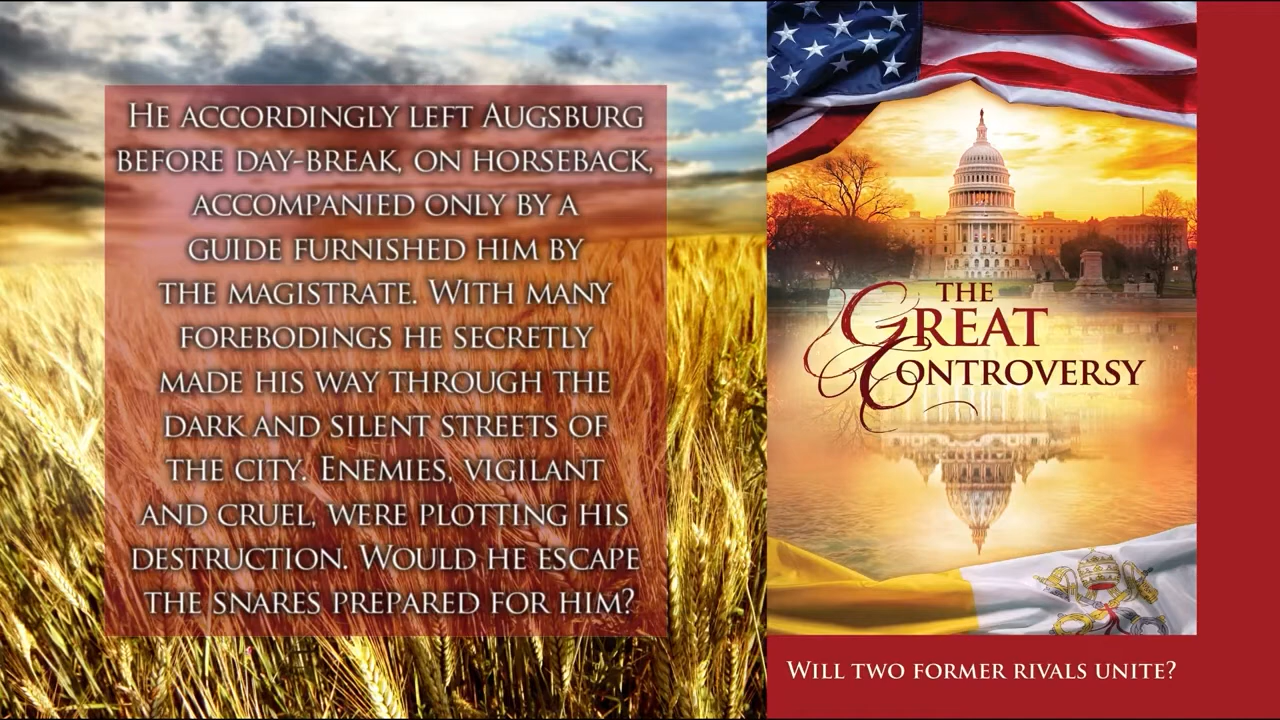 He accordingly left Augsburg
before day-break, on horseback,
accompanied only by a
guide furnished him by
the magistrate. With many
forebodings he secretly
made his way through the
dark and silent streets of
the city. Enemies, vigilant
and cruel, were plotting his
destruction. Would he escape
the snares prepared for him?
The
Great
Controversy
Will two former rivals unite?